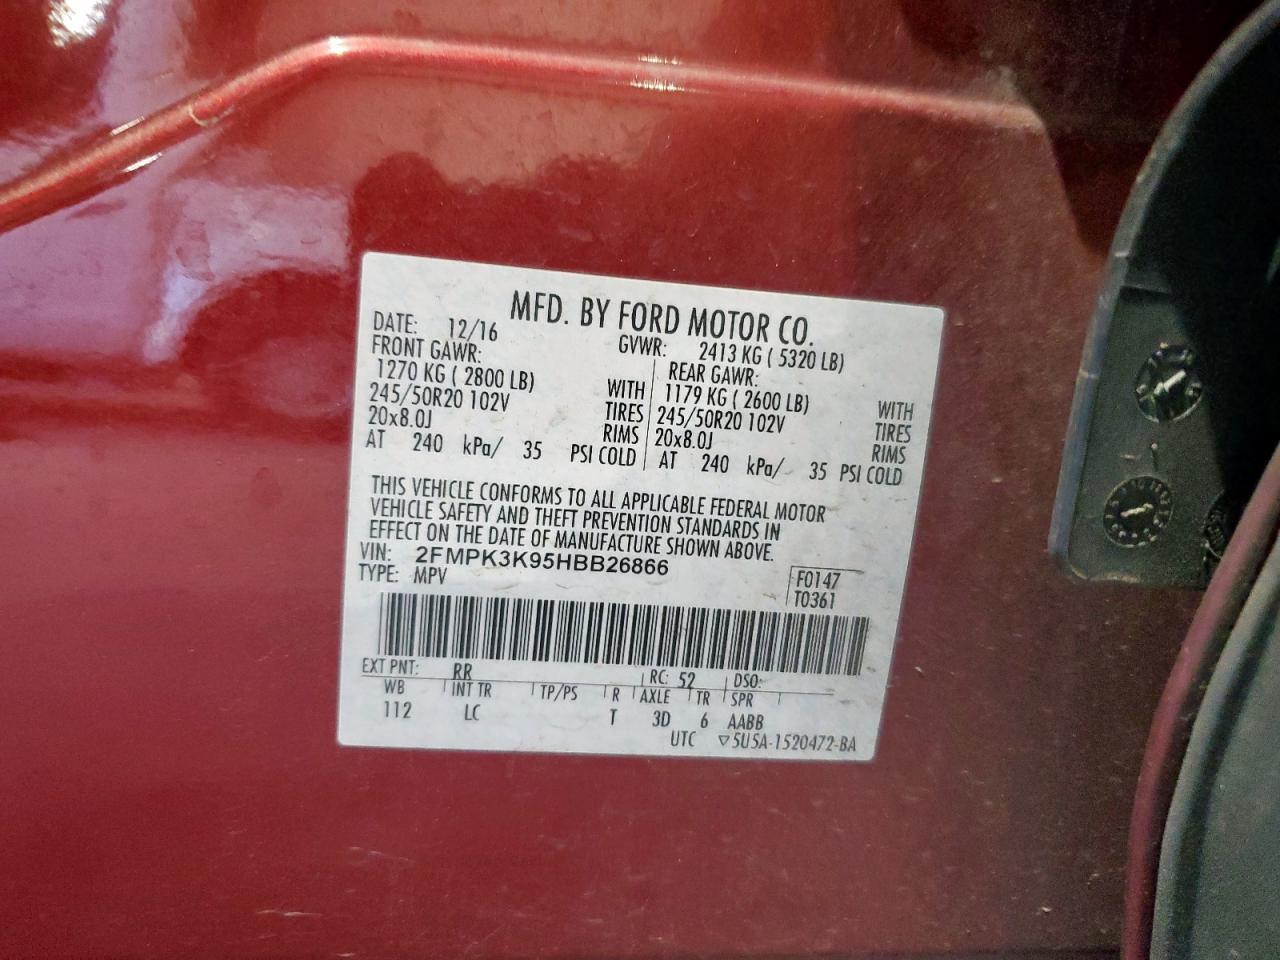 MFD. BY FORD MOTOR CO.
DATE: 12/16 GVWR: 2413 KG ( 5320 LB)
FRONT GAWR: REAR GAWR:
1270 KG ( 2800 LB) WITH 1179 KG ( 2600 LB) WITH
245/50R20 102V TIRES 245/50R20 102V TIRES
20x8.0J RIMS 20x8.0J RIMS
AT 240 kPa/ 35 PSI COLD AT 240 kPa/ 35 PSI COLD
THIS VEHICLE CONFORMS TO ALL APPLICABLE FEDERAL MOTOR
VEHICLE SAFETY AND THEFT PREVENTION STANDARDS IN
EFFECT ON THE DATE OF MANUFACTURE SHOWN ABOVE.
VIN: 2FMPK3K95HBB26866
TYPE: MPV F0147
T0361
EXT PNT: RR RC: 52 DSO:
WB INT TR TP/PS R AXLE TR SPR
112 LC T 3D 6 AABB
UTC ▽5U5A-1520472-BA